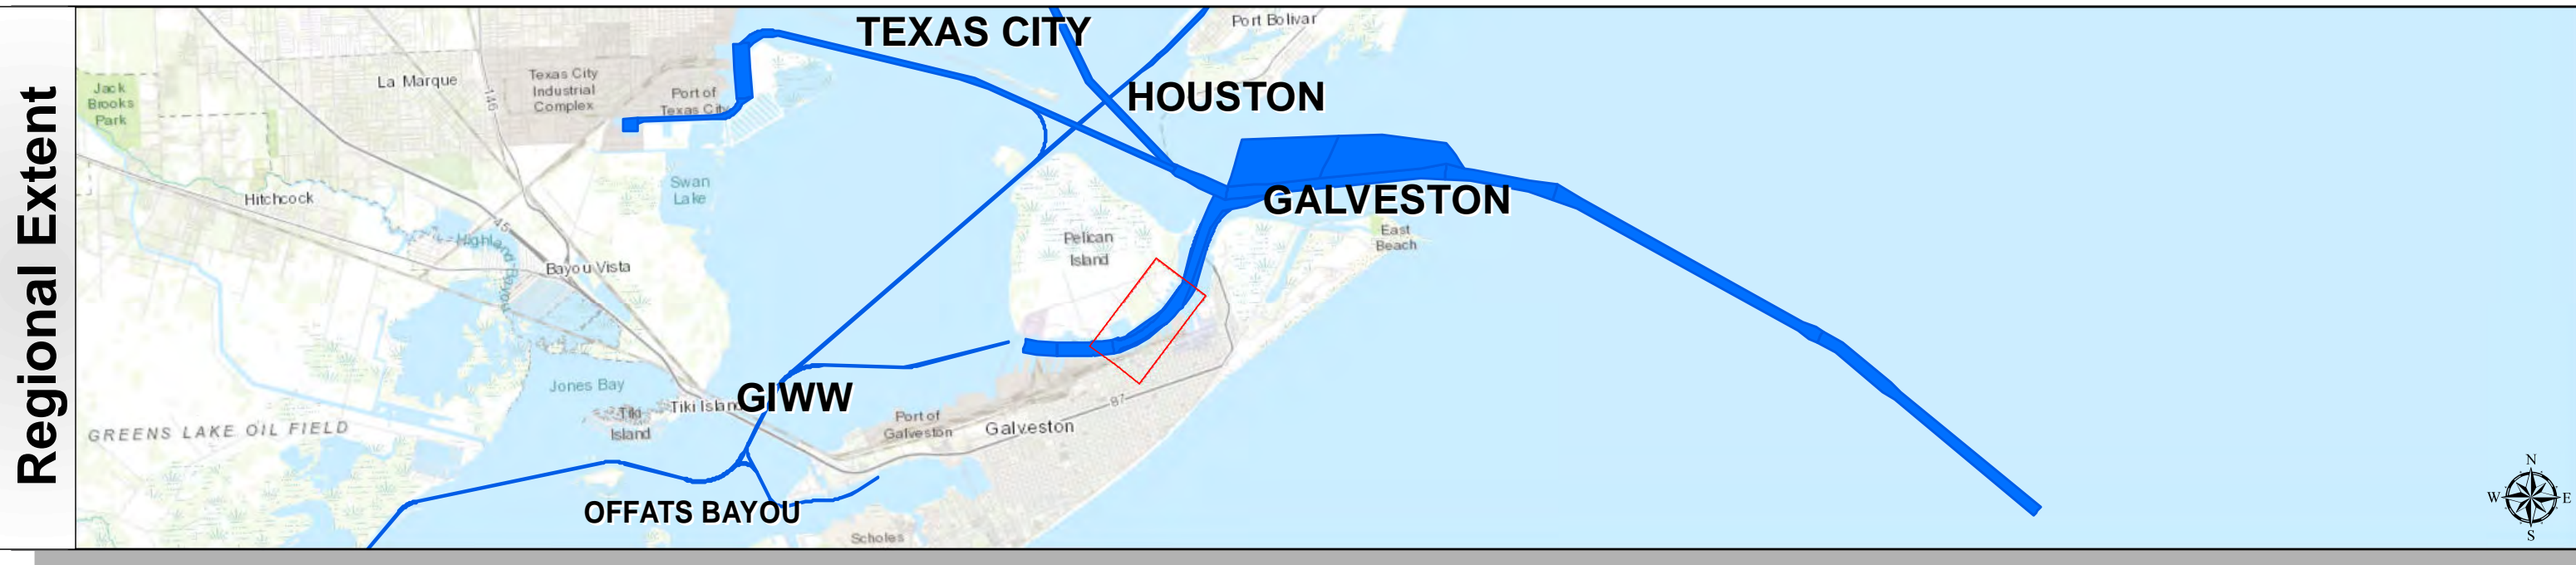 Regional Extent
TEXAS CITY
Port Bolivar
La Marque
Texas City
Industrial
Complex
146
Port of
Texas City
Jack
Brooks
Park
HOUSTON
Swan
Lake
Hitchcock
GALVESTON
45
Highland Bayou
Bayou Vista
Pelican
Island
East
Beach
Jones Bay
Tiki
Island
Tiki Island
GIWW
87
Port of
Galveston
Galveston
GREENS LAKE OIL FIELD
OFFATS BAYOU
Scholes
N
W
E
S